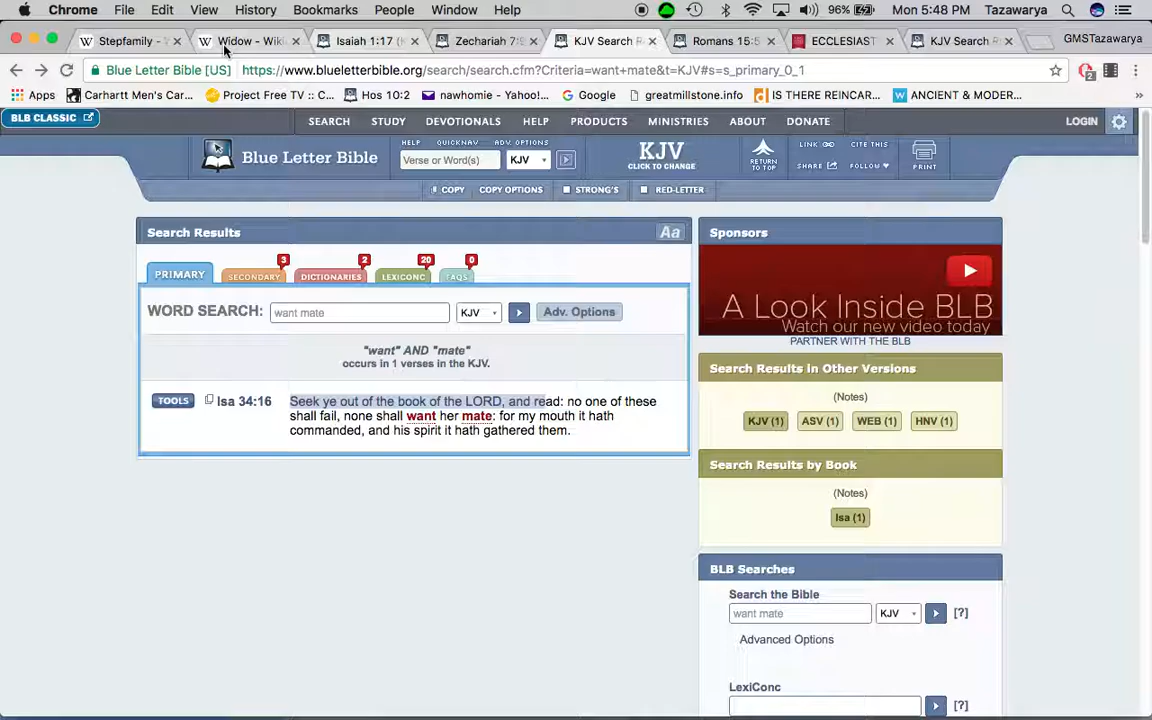 Chrome File Edit View History Bookmarks People Window Help 96% Mon 5:48 PM Tazawarya
Stepfamily - Widow - Wiki Isaiah 1:17 ( Zechariah 7:9 KJV Search R Romans 15:5 ECCLESIAST KJV Search R GMSTazawarya
Blue Letter Bible [US] https://www.blueletterbible.org/search/search.cfm?Criteria=want+mate&t=KJV#s=s_primary_0_1 2
Apps Carhartt Men's Car... Project Free TV :: C... Hos 10:2 nawhomie - Yahoo!... Google greatmillstone.info IS THERE REINCAR... ANCIENT & MODER... »
BLB CLASSIC SEARCH STUDY DEVOTIONALS HELP PRODUCTS MINISTRIES ABOUT DONATE LOGIN
HELP QUICKNAV ADV. OPTIONS
Blue Letter Bible Verse or Word(s) KJV KJV CLICK TO CHANGE RETURN TO TOP LINK CITE THIS SHARE FOLLOW PRINT
COPY COPY OPTIONS STRONG'S RED-LETTER
Search Results Aa
PRIMARY SECONDARY 3 DICTIONARIES 2 LEXICONC 20 FAQS 0
WORD SEARCH: want mate KJV Adv. Options
"want" AND "mate"
occurs in 1 verses in the KJV.
TOOLS Isa 34:16 Seek ye out of the book of the LORD, and read: no one of these
shall fail, none shall want her mate: for my mouth it hath
commanded, and his spirit it hath gathered them.
Sponsors
A Look Inside BLB
Watch our new video today
PARTNER WITH THE BLB
Search Results in Other Versions
(Notes)
KJV (1) ASV (1) WEB (1) HNV (1)
Search Results by Book
(Notes)
Isa (1)
BLB Searches
Search the Bible
want mate KJV [?]
Advanced Options
LexiConc
[?]